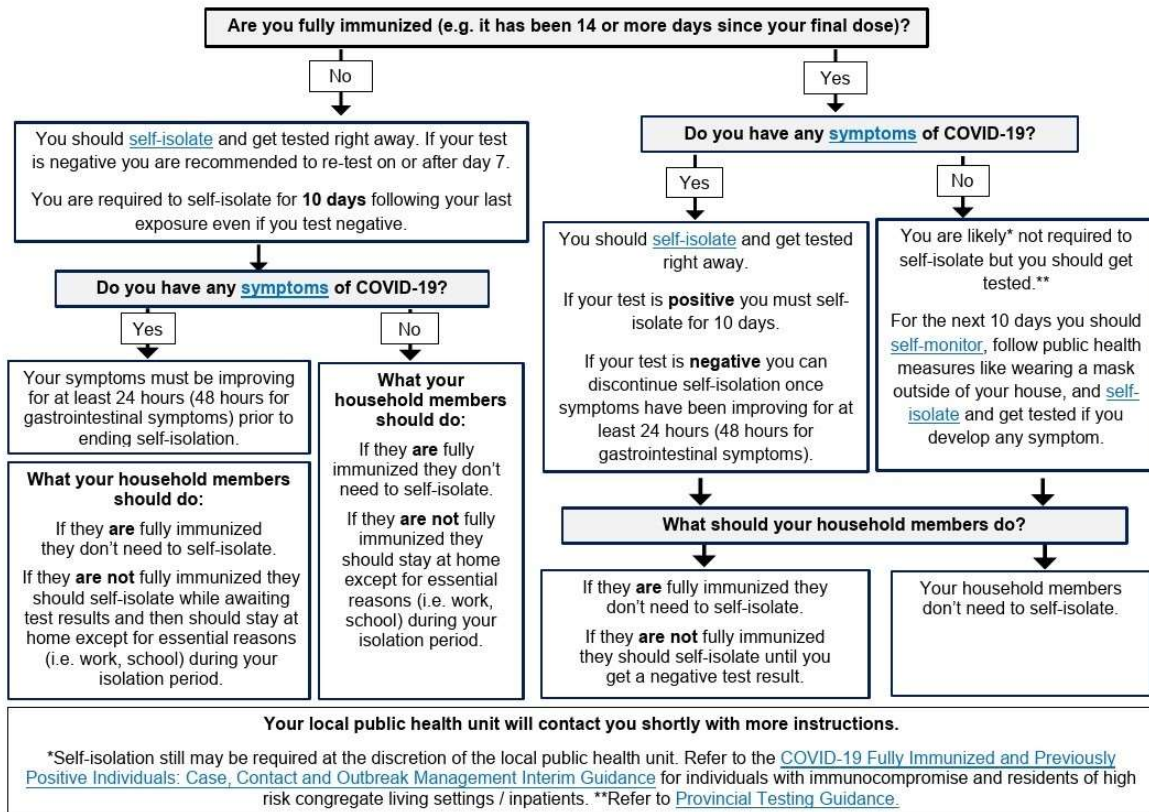 Are you fully immunized (e.g. it has been 14 or more days since your final dose)?
No
Yes
You should self-isolate and get tested right away. If your test
is negative you are recommended to re-test on or after day 7.
You are required to self-isolate for 10 days following your last
exposure even if you test negative.
Do you have any symptoms of COVID-19?
Yes
No
Your symptoms must be improving
for at least 24 hours (48 hours for
gastrointestinal symptoms) prior to
ending self-isolation.
What your household members
should do:
If they are fully immunized
they don't need to self-isolate.
If they are not fully immunized they
should self-isolate while awaiting
test results and then should stay at
home except for essential reasons
(i.e. work, school) during your
isolation period.
What your
household members
should do:
If they are fully
immunized they don't
need to self-isolate.
If they are not fully
immunized they
should stay at home
except for essential
reasons (i.e. work,
school) during your
isolation period.
Do you have any symptoms of COVID-19?
Yes
No
You should self-isolate and get tested
right away.
If your test is positive you must self-
isolate for 10 days.
If your test is negative you can
discontinue self-isolation once
symptoms have been improving for at
least 24 hours (48 hours for
gastrointestinal symptoms).
You are likely* not required to
self-isolate but you should get
tested.**
For the next 10 days you should
self-monitor, follow public health
measures like wearing a mask
outside of your house, and self-
isolate and get tested if you
develop any symptom.
What should your household members do?
If they are fully immunized they
don't need to self-isolate.
If they are not fully immunized
they should self-isolate until you
get a negative test result.
Your household members
don't need to self-isolate.
Your local public health unit will contact you shortly with more instructions.
*Self-isolation still may be required at the discretion of the local public health unit. Refer to the COVID-19 Fully Immunized and Previously
Positive Individuals: Case, Contact and Outbreak Management Interim Guidance for individuals with immunocompromise and residents of high
risk congregate living settings / inpatients. **Refer to Provincial Testing Guidance.